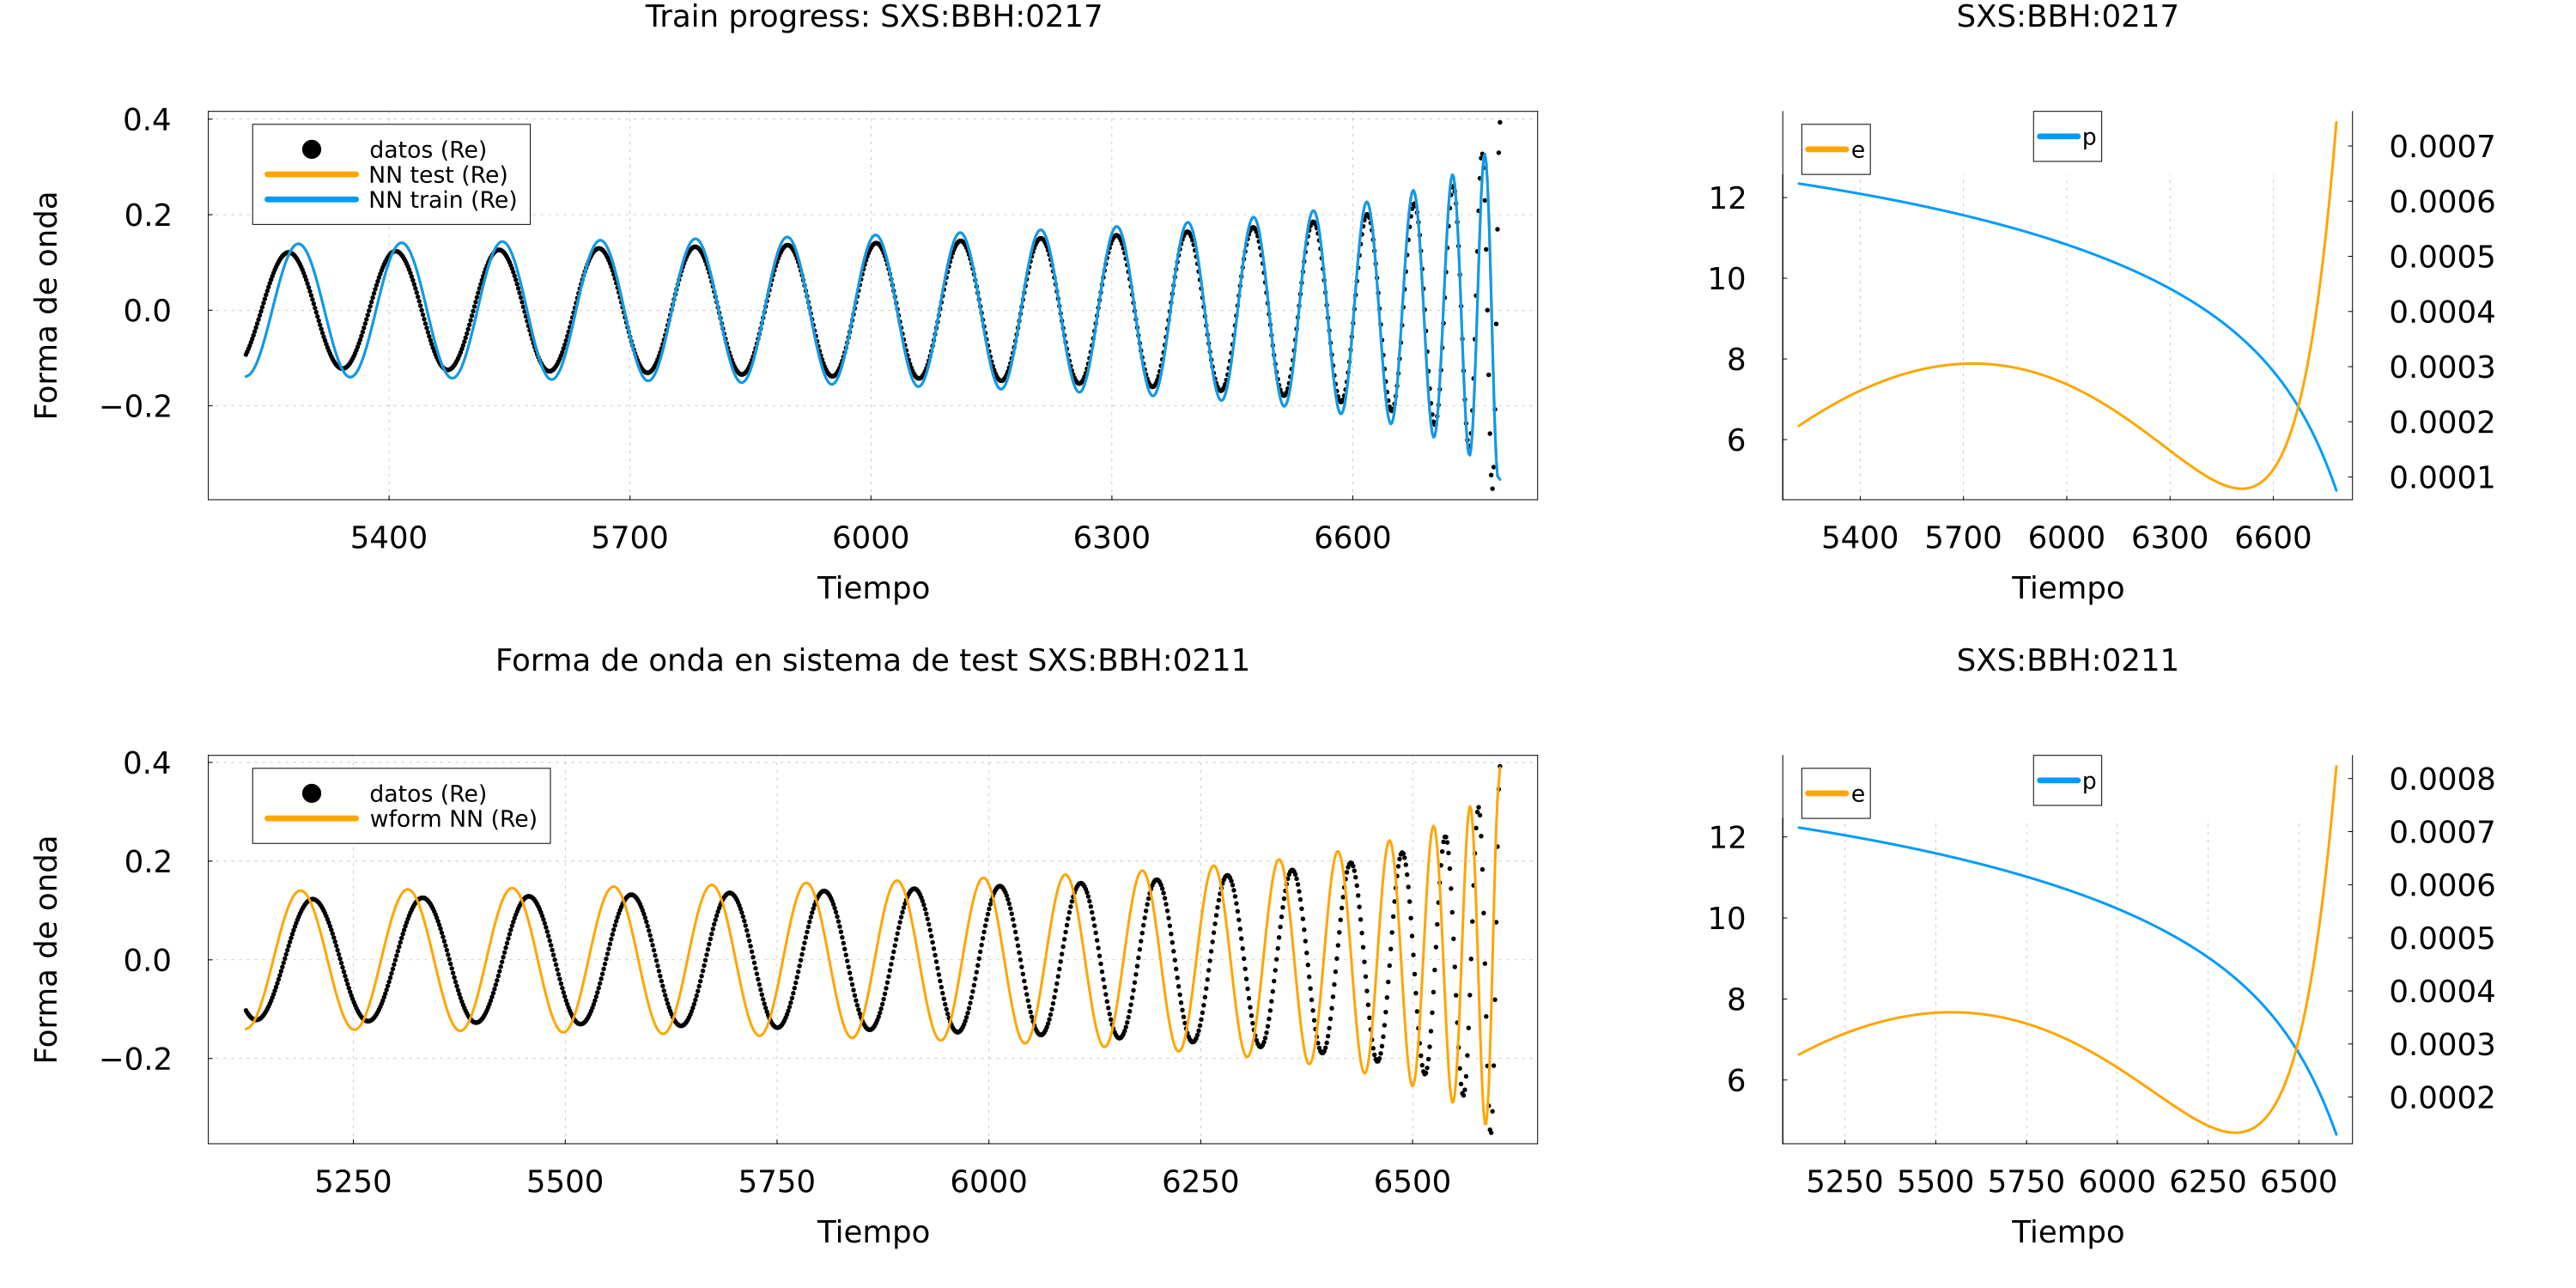 Train progress: SXS:BBH:0217
0.4
0.2
0.0
−0.2
Forma de onda
datos (Re)
NN test (Re)
NN train (Re)
5400
5700
6000
6300
6600
Tiempo
SXS:BBH:0217
12
10
8
6
e
p
0.0007
0.0006
0.0005
0.0004
0.0003
0.0002
0.0001
5400
5700
6000
6300
6600
Tiempo
Forma de onda en sistema de test SXS:BBH:0211
0.4
0.2
0.0
−0.2
Forma de onda
datos (Re)
wform NN (Re)
5250
5500
5750
6000
6250
6500
Tiempo
SXS:BBH:0211
12
10
8
6
e
p
0.0008
0.0007
0.0006
0.0005
0.0004
0.0003
0.0002
5250
5500
5750
6000
6250
6500
Tiempo